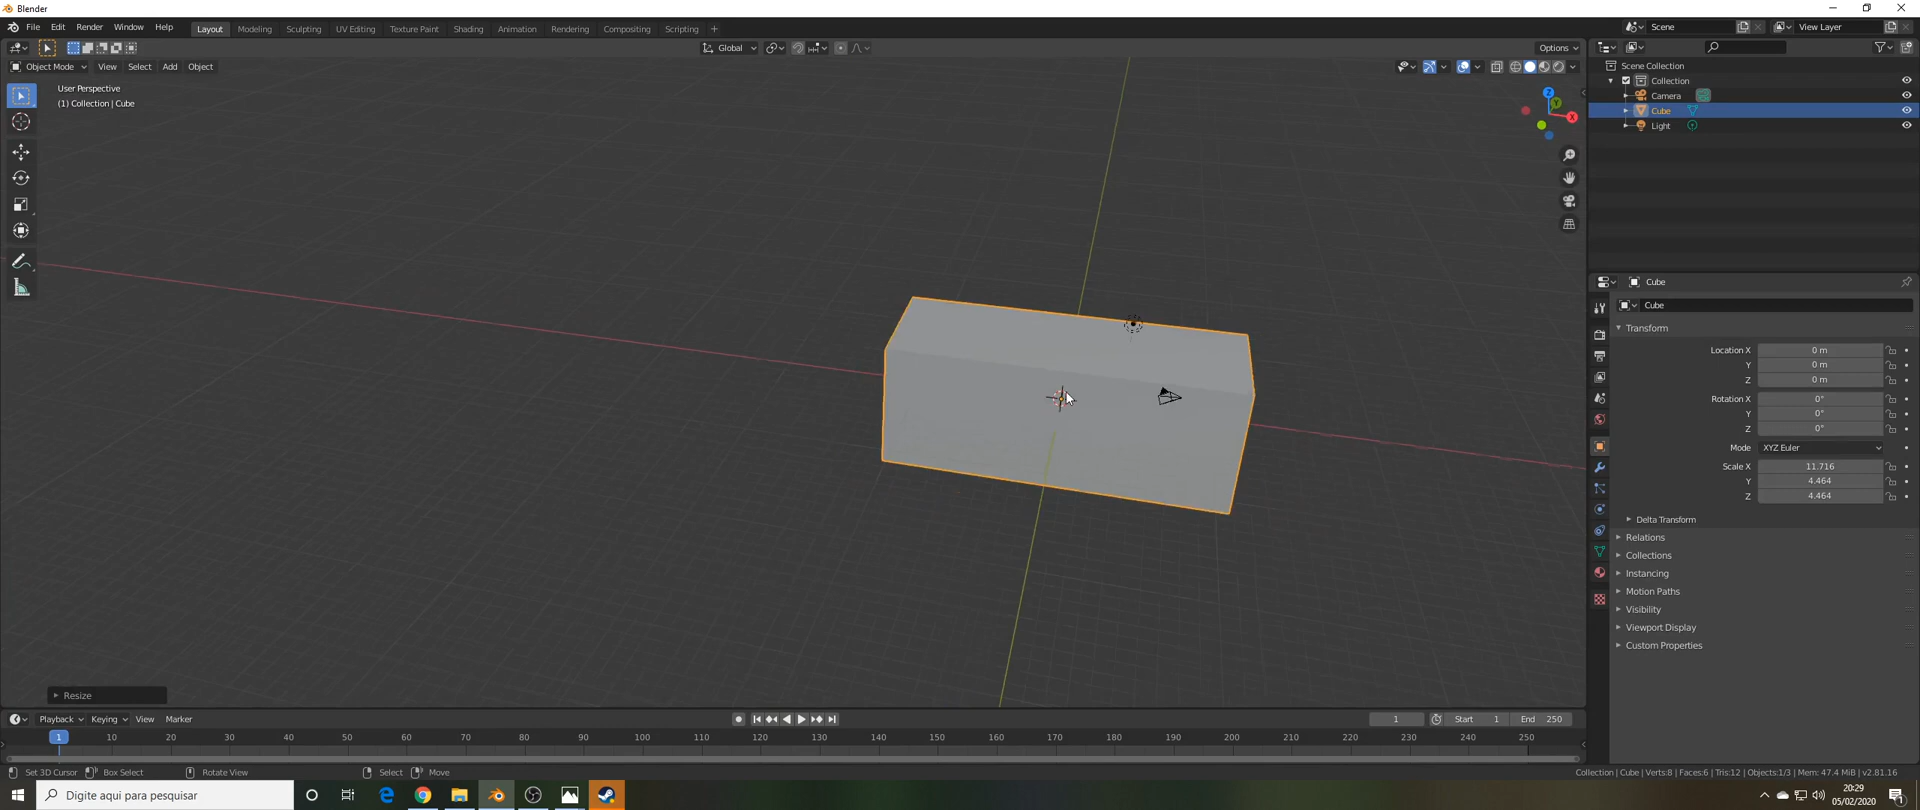 Blender
File Edit Render Window Help
Layout Modeling Sculpting UV Editing Texture Paint Shading Animation Rendering Compositing Scripting +
Scene
View Layer
Global
Options
Object Mode View Select Add Object
User Perspective
(1) Collection | Cube
Z
Y
X
Resize
Scene Collection
Collection
Camera
Cube
Light
Cube
Cube
Transform
Location X 0 m
Y 0 m
Z 0 m
Rotation X 0°
Y 0°
Z 0°
Mode XYZ Euler
Scale X 11.716
Y 4.464
Z 4.464
Delta Transform
Relations
Collections
Instancing
Motion Paths
Visibility
Viewport Display
Custom Properties
Playback Keying View Marker
1 Start 1 End 250
1 10 20 30 40 50 60 70 80 90 100 110 120 130 140 150 160 170 180 190 200 210 220 230 240 250
Set 3D Cursor Box Select Rotate View Select Move
Collection | Cube | Verts:8 | Faces:6 | Tris:12 | Objects:1/3 | Mem: 47.4 MiB | v2.81.16
Digite aqui para pesquisar
20:29
05/02/2020
1